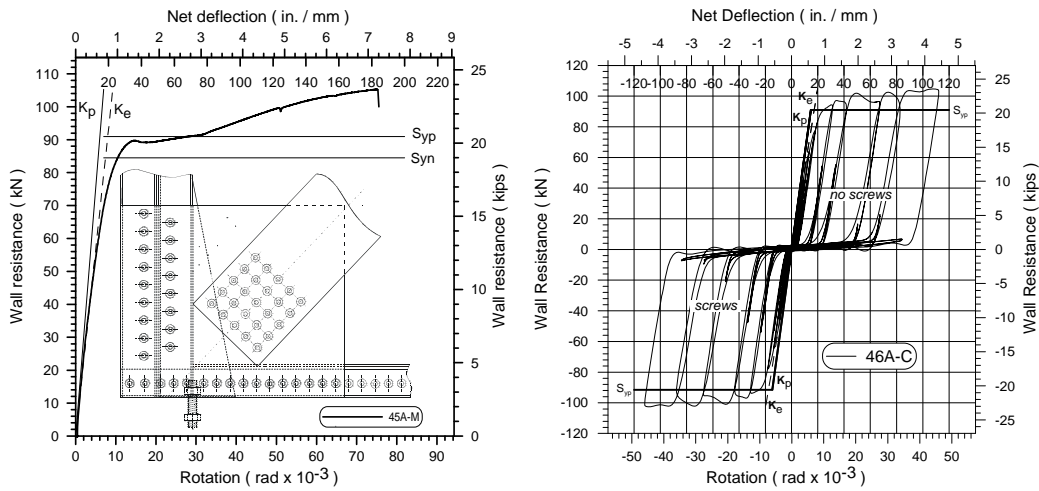 Net deflection ( in. / mm )
0 1 2 3 4 5 6 7 8 9
20 40 60 80 100 120 140 160 180 200 220
Kp Ke
Syp
Syn
Wall resistance ( kN )
110
100
90
80
70
60
50
40
30
20
10
0
25
20
15
10
5
0
Wall resistance ( kips )
45A-M
0 10 20 30 40 50 60 70 80 90
Rotation ( rad x 10-3 )
Net Deflection ( in. / mm )
-5 -4 -3 -2 -1 0 1 2 3 4 5
-120 -100 -80 -60 -40 -20 20 40 60 80 100 120
Ke
Kp
Syp
Wall Resistance ( kN )
120
100
80
60
40
20
0
-20
-40
-60
-80
-100
-120
25
20
15
10
5
0
-5
-10
-15
-20
-25
Wall Resistance ( kips )
no screws
screws
46A-C
Syp
Kp
Ke
-50 -40 -30 -20 -10 0 10 20 30 40 50
Rotation ( rad x 10-3 )